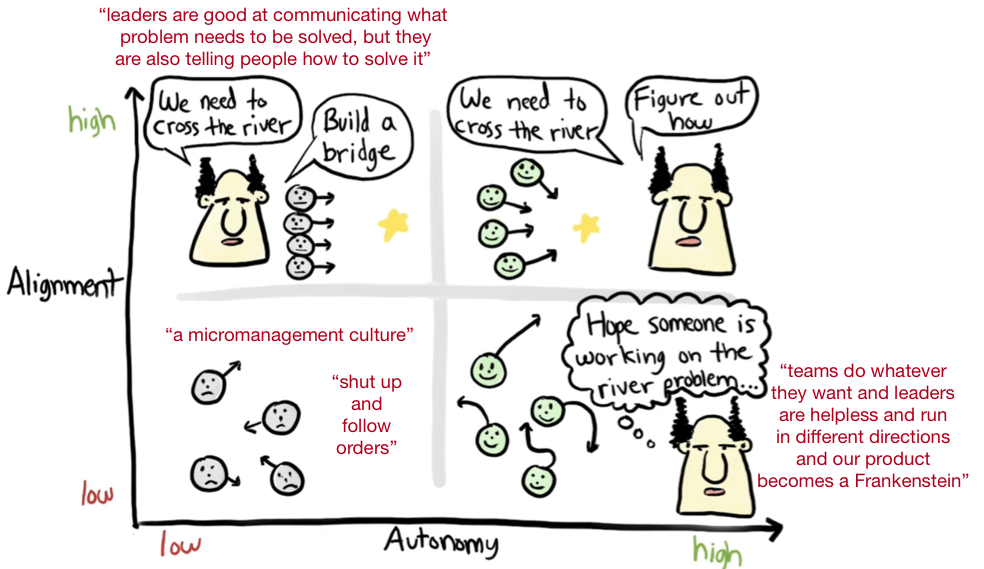 “leaders are good at communicating what
problem needs to be solved, but they
are also telling people how to solve it”
high
We need to
cross the river
Build a
bridge
We need to
cross the river
Figure out
how
Alignment
“a micromanagement culture”
“shut up
and
follow
orders”
Hope someone is
working on the
river problem...
“teams do whatever
they want and leaders
are helpless and run
in different directions
and our product
becomes a Frankenstein”
low
low
Autonomy
high